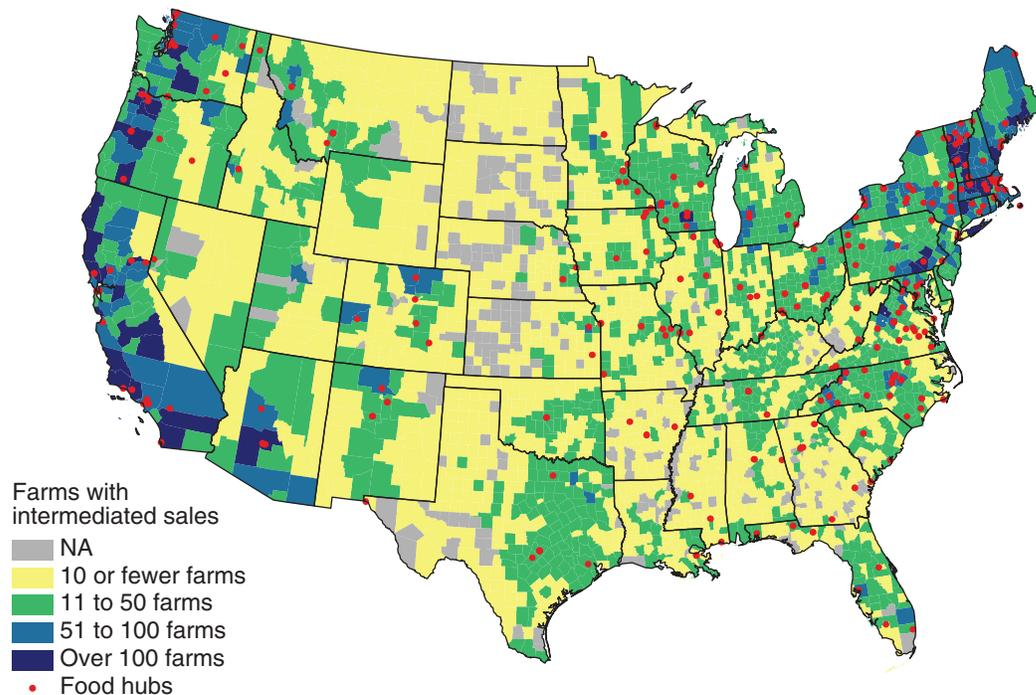 Farms with
intermediated sales
NA
10 or fewer farms
11 to 50 farms
51 to 100 farms
Over 100 farms
Food hubs